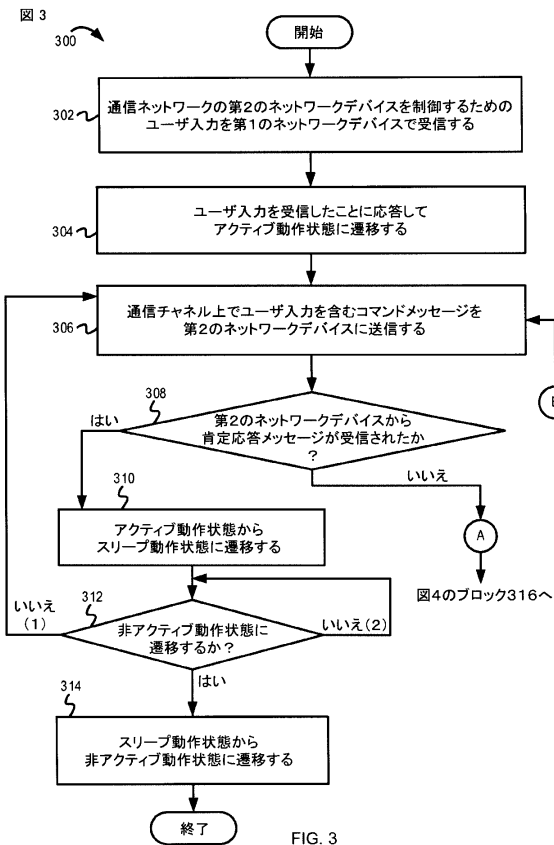 図 3
300
開始
302
通信ネットワークの第2のネットワークデバイスを制御するための
ユーザ入力を第1のネットワークデバイスで受信する
304
ユーザ入力を受信したことに応答して
アクティブ動作状態に遷移する
306
通信チャネル上でユーザ入力を含むコマンドメッセージを
第2のネットワークデバイスに送信する
308
はい
第2のネットワークデバイスから
肯定応答メッセージが受信されたか
?
いいえ
310
アクティブ動作状態から
スリープ動作状態に遷移する
A
図4のブロック316へ
312
いいえ
(1)
非アクティブ動作状態に
遷移するか?
いいえ(2)
はい
314
スリープ動作状態から
非アクティブ動作状態に遷移する
終了
FIG. 3